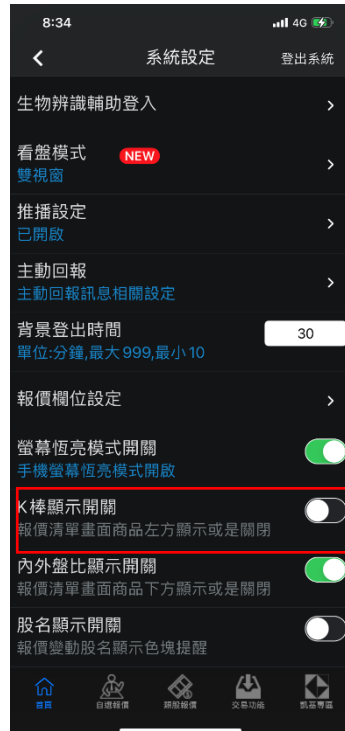 8:34 4G
系統設定 登出系統
生物辨識輔助登入
看盤模式 NEW
雙視窗
推播設定
已開啟
主動回報
主動回報訊息相關設定
背景登出時間 30
單位:分鐘,最大999,最小10
報價欄位設定
螢幕恆亮模式開關
手機螢幕恆亮模式開啟
K棒顯示開關
報價清單畫面商品左方顯示或是關閉
內外盤比顯示開關
報價清單畫面商品下方顯示或是關閉
股名顯示開關
報價變動股名顯示色塊提醒
首頁 自選報價 類股報價 交易功能 凱基專區